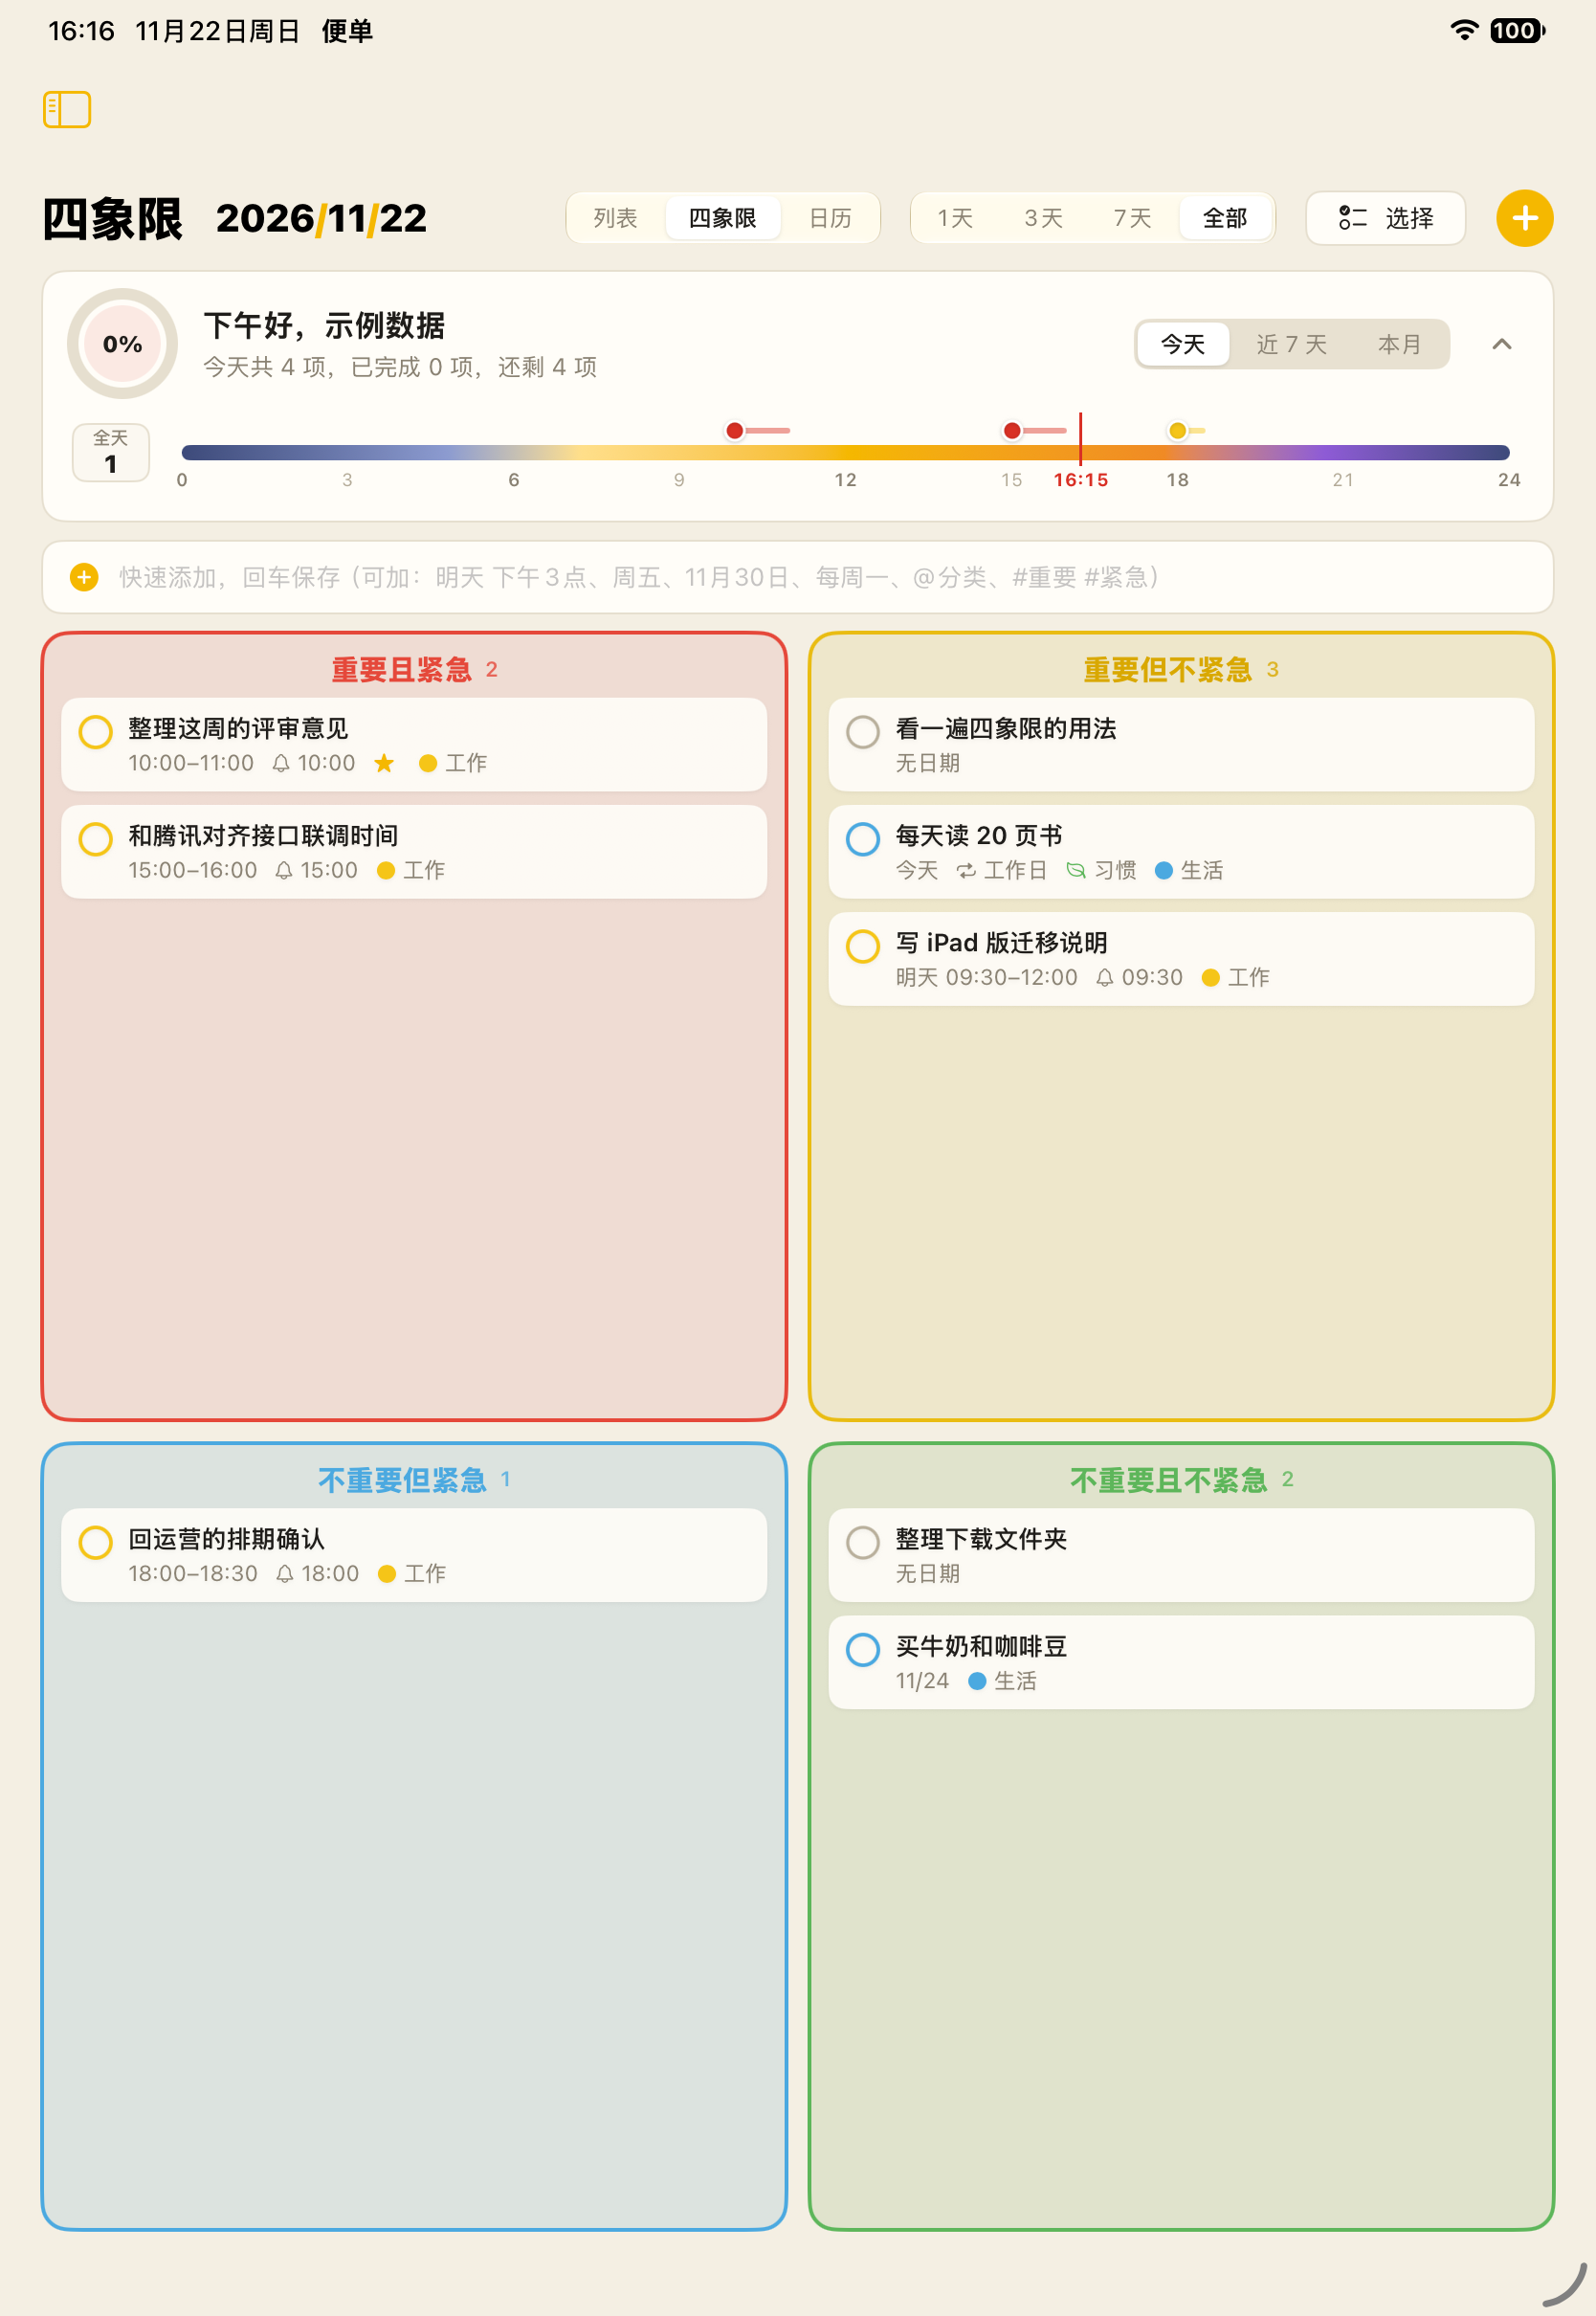 16:16 11月22日周日 便单
100
四象限 2026/11/22
列表 四象限 日历
1天 3天 7天 全部
选择
0%
下午好，示例数据
今天共 4 项，已完成 0 项，还剩 4 项
今天 近 7 天 本月
全天
1
0 3 6 9 12 15 16:15 18 21 24
快速添加，回车保存（可加：明天 下午3点、周五、11月30日、每周一、@分类、#重要 #紧急）
重要且紧急 2
整理这周的评审意见
10:00–11:00 10:00 工作
和腾讯对齐接口联调时间
15:00–16:00 15:00 工作
重要但不紧急 3
看一遍四象限的用法
无日期
每天读 20 页书
今天 工作日 习惯 生活
写 iPad 版迁移说明
明天 09:30–12:00 09:30 工作
不重要但紧急 1
回运营的排期确认
18:00–18:30 18:00 工作
不重要且不紧急 2
整理下载文件夹
无日期
买牛奶和咖啡豆
11/24 生活